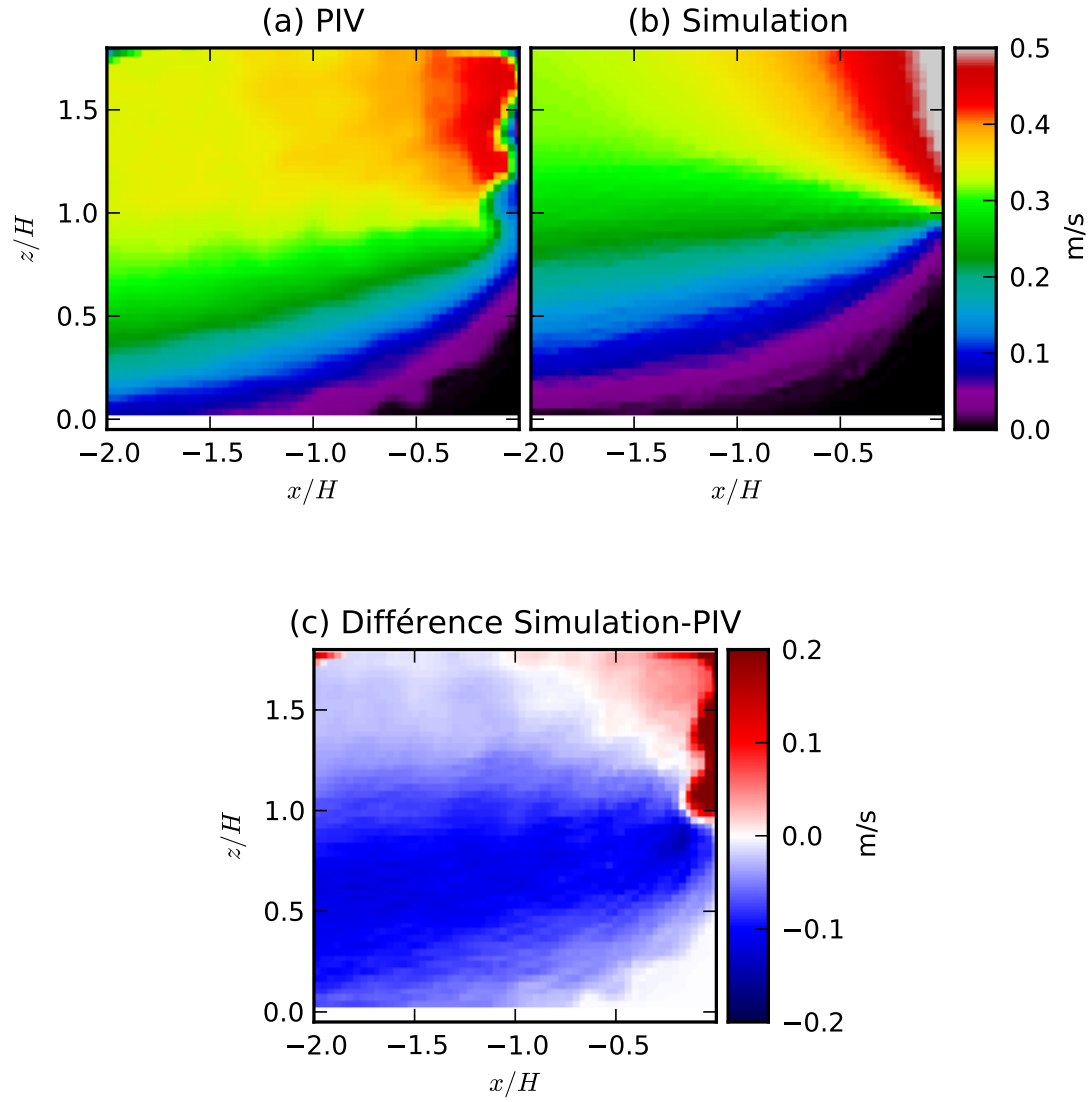 (a) PIV
(b) Simulation
1.5
1.0
0.5
0.0
z/H
−2.0 −1.5 −1.0 −0.5 −2.0 −1.5 −1.0 −0.5
x/H
x/H
0.5
0.4
0.3
0.2
0.1
0.0
m/s
(c) Différence Simulation-PIV
1.5
1.0
0.5
0.0
z/H
−2.0 −1.5 −1.0 −0.5
x/H
0.2
0.1
0.0
−0.1
−0.2
m/s